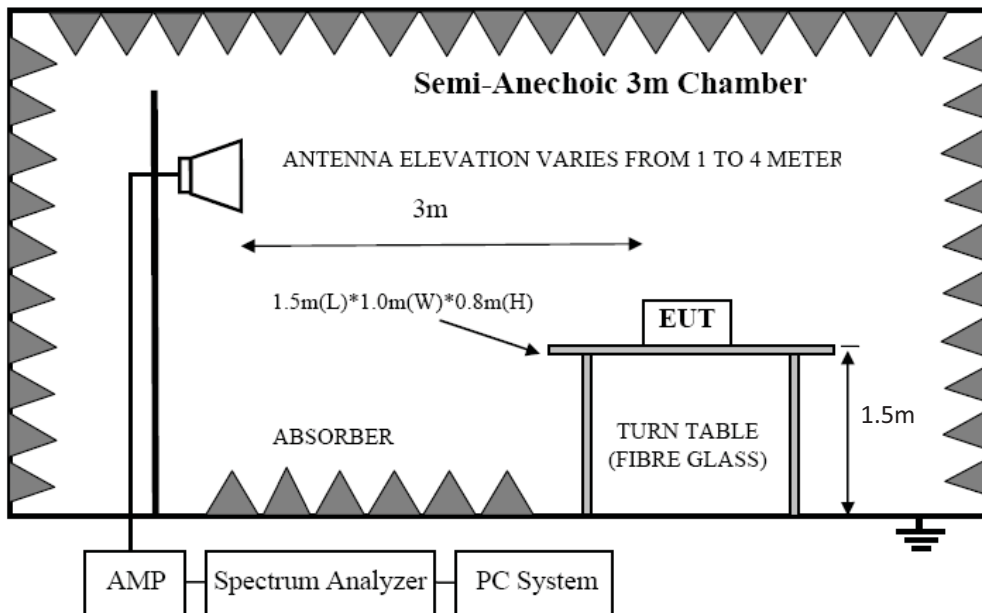 Semi-Anechoic 3m Chamber
ANTENNA ELEVATION VARIES FROM 1 TO 4 METER
3m
1.5m(L)*1.0m(W)*0.8m(H)
EUT
1.5m
ABSORBER
TURN TABLE
(FIBRE GLASS)
AMP
Spectrum Analyzer
PC System